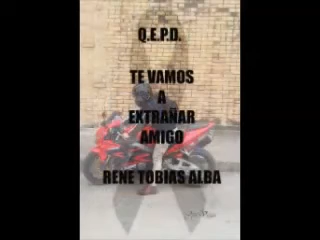 Q.E.P.D.
TE VAMOS
A
EXTRAÑAR
AMIGO
RENE TOBIAS ALBA